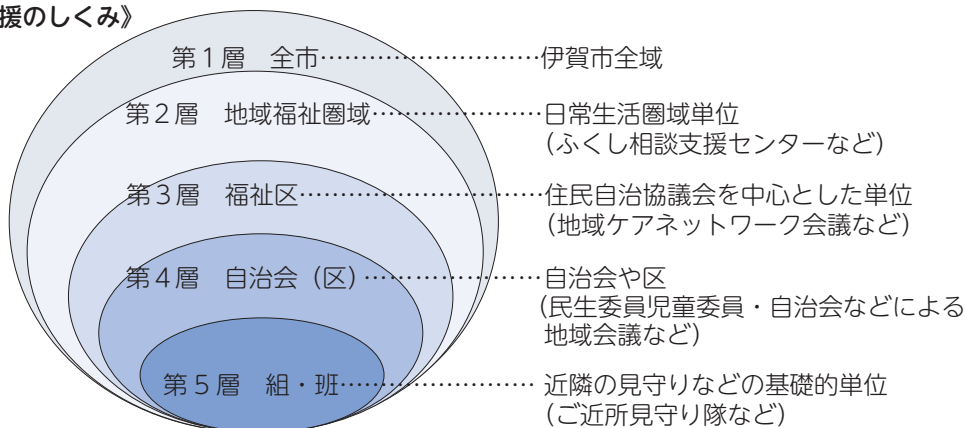 援のしくみ》
第1層 全市…………………………伊賀市全域
第2層 地域福祉圏域…………………日常生活圏域単位
(ふくし相談支援センターなど)
第3層 福祉区…………………………住民自治協議会を中心とした単位
(地域ケアネットワーク会議など)
第4層 自治会(区)…………………自治会や区
(民生委員児童委員・自治会などによる
地域会議など)
第5層 組・班……………………近隣の見守りなどの基礎的単位
(ご近所見守り隊など)